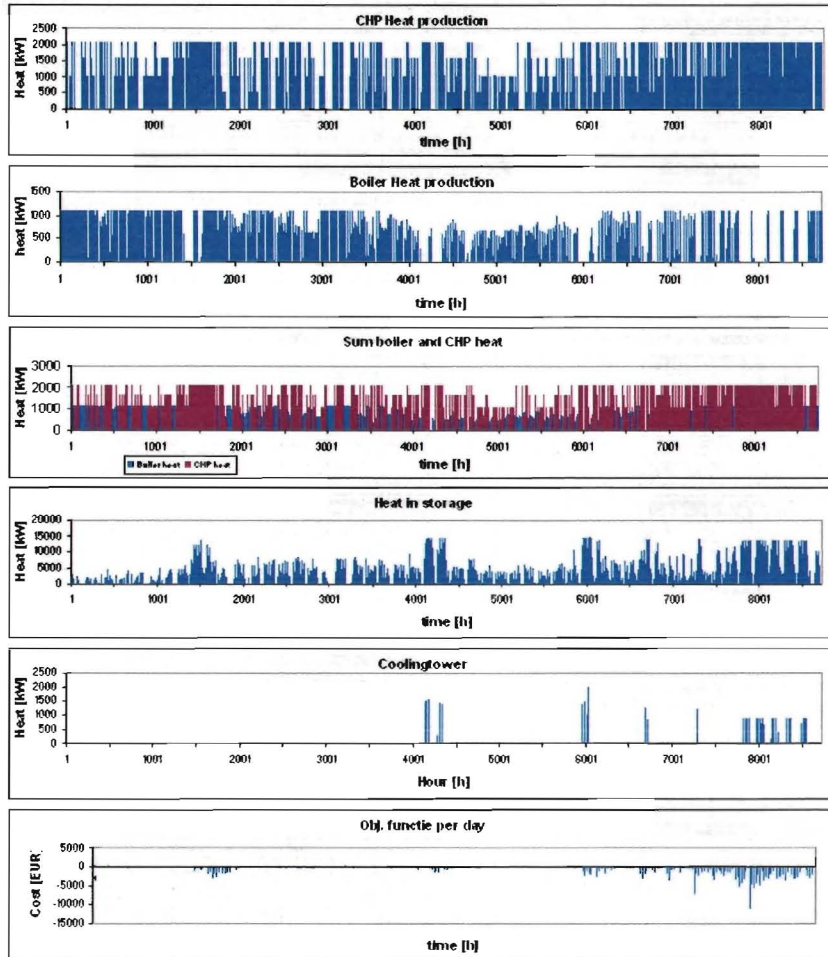 CHP Heat production
Heat [kW]
2500
2000
1500
1000
500
0
1 1001 2001 3001 4001 5001 6001 7001 8001
time [h]
Boiler Heat production
heat [kW]
500
000
500
0
1 1001 2001 3001 4001 5001 6001 7001 8001
time [h]
Sum boiler and CHP heat
Heat [kW]
3000
2000
1000
0
1 1001 2001 3001 4001 5001 6001 7001 8001
Boiler heat CHP heat
time [h]
Heat in storage
Heat [kW]
20000
15000
10000
5000
0
1 1001 2001 3001 4001 5001 6001 7001 8001
time [h]
Coolingtower
Heat [kW]
2500
2000
1500
1000
500
0
1 1001 2001 3001 4001 5001 6001 7001 8001
Hour [h]
Obj. functie per day
Cost [EUR]
5000
0
-5000
-10000
-15000
time [h]